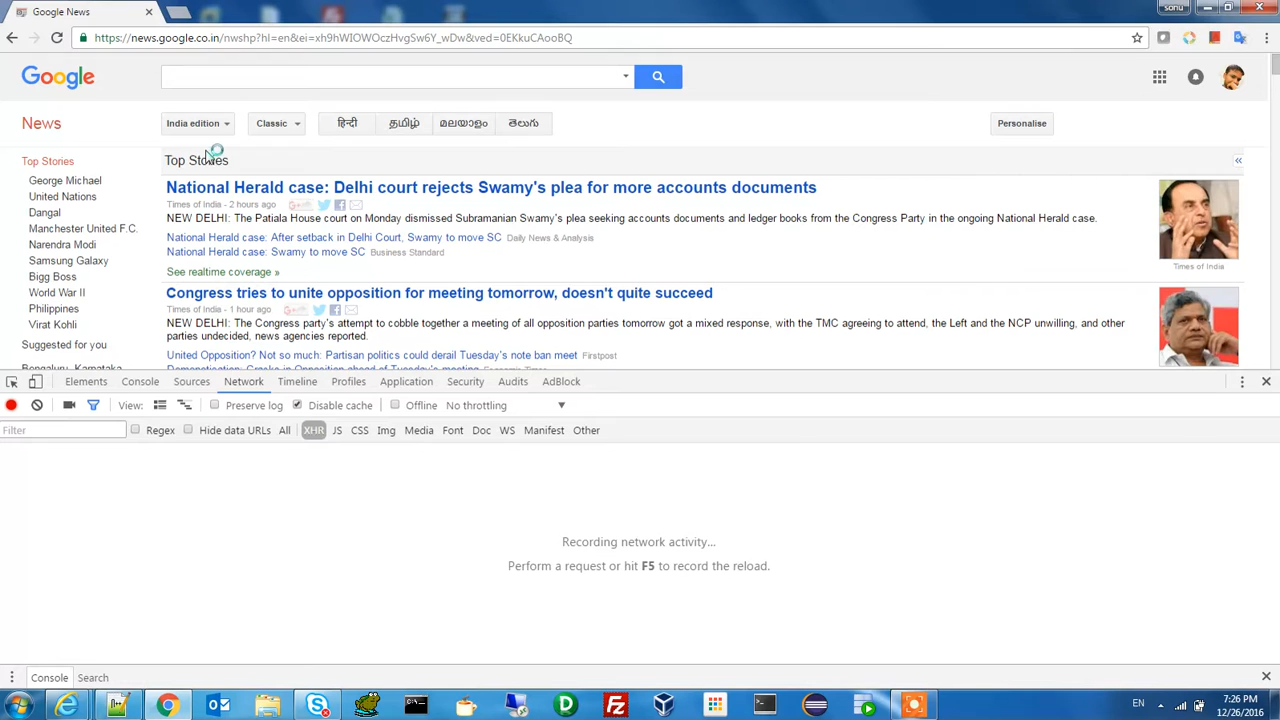 Google News
sonu
https://news.google.co.in/nwshp?hl=en&ei=xh9hWIOWOczHvgSw6Y_wDw&ved=0EKkuCAooBQ
Google
News
India edition
Classic
हिन्दी
தமிழ்
മലയാളം
తెలుగు
Personalise
Top Stories
George Michael
United Nations
Dangal
Manchester United F.C.
Narendra Modi
Samsung Galaxy
Bigg Boss
World War II
Philippines
Virat Kohli
Suggested for you
Bengaluru, Karnataka
Top Stories
«
National Herald case: Delhi court rejects Swamy's plea for more accounts documents
Times of India - 2 hours ago
NEW DELHI: The Patiala House court on Monday dismissed Subramanian Swamy's plea seeking accounts documents and ledger books from the Congress Party in the ongoing National Herald case.
National Herald case: After setback in Delhi Court, Swamy to move SC Daily News & Analysis
National Herald case: Swamy to move SC Business Standard
See realtime coverage »
Times of India
Congress tries to unite opposition for meeting tomorrow, doesn't quite succeed
Times of India - 1 hour ago
NEW DELHI: The Congress party's attempt to cobble together a meeting of all opposition parties tomorrow got a mixed response, with the TMC agreeing to attend, the Left and the NCP unwilling, and other
parties undecided, news agencies reported.
United Opposition? Not so much: Partisan politics could derail Tuesday's note ban meet Firstpost
Demonetisation: Cracks in Opposition ahead of Tuesday's meeting Economic Times
Elements Console Sources Network Timeline Profiles Application Security Audits AdBlock
View: Preserve log Disable cache Offline No throttling
Filter Regex Hide data URLs All XHR JS CSS Img Media Font Doc WS Manifest Other
Recording network activity...
Perform a request or hit F5 to record the reload.
Console Search
EN
7:26 PM
12/26/2016